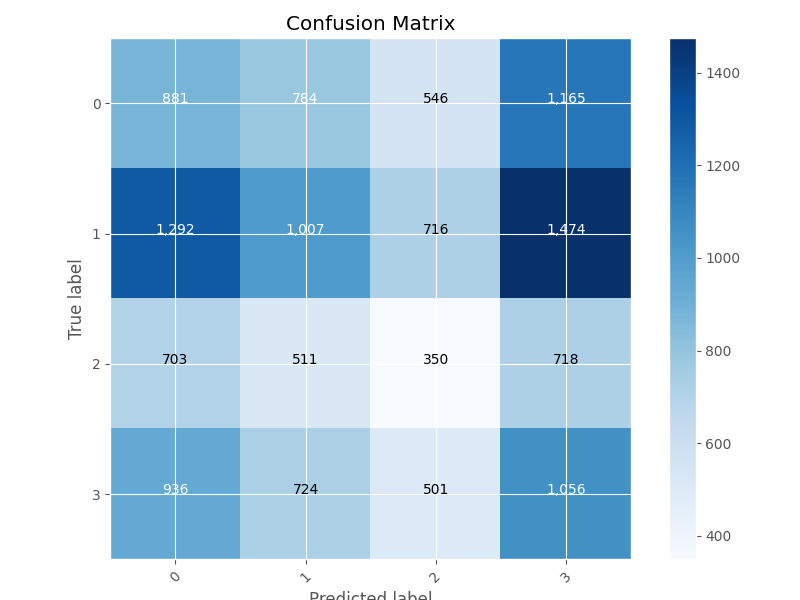 Confusion Matrix
0 881 784 546 1,165
1 1,292 1,007 716 1,474
2 703 511 350 718
3 936 724 501 1,056
0 1 2 3
True label
Predicted label
1400
1200
1000
800
600
400